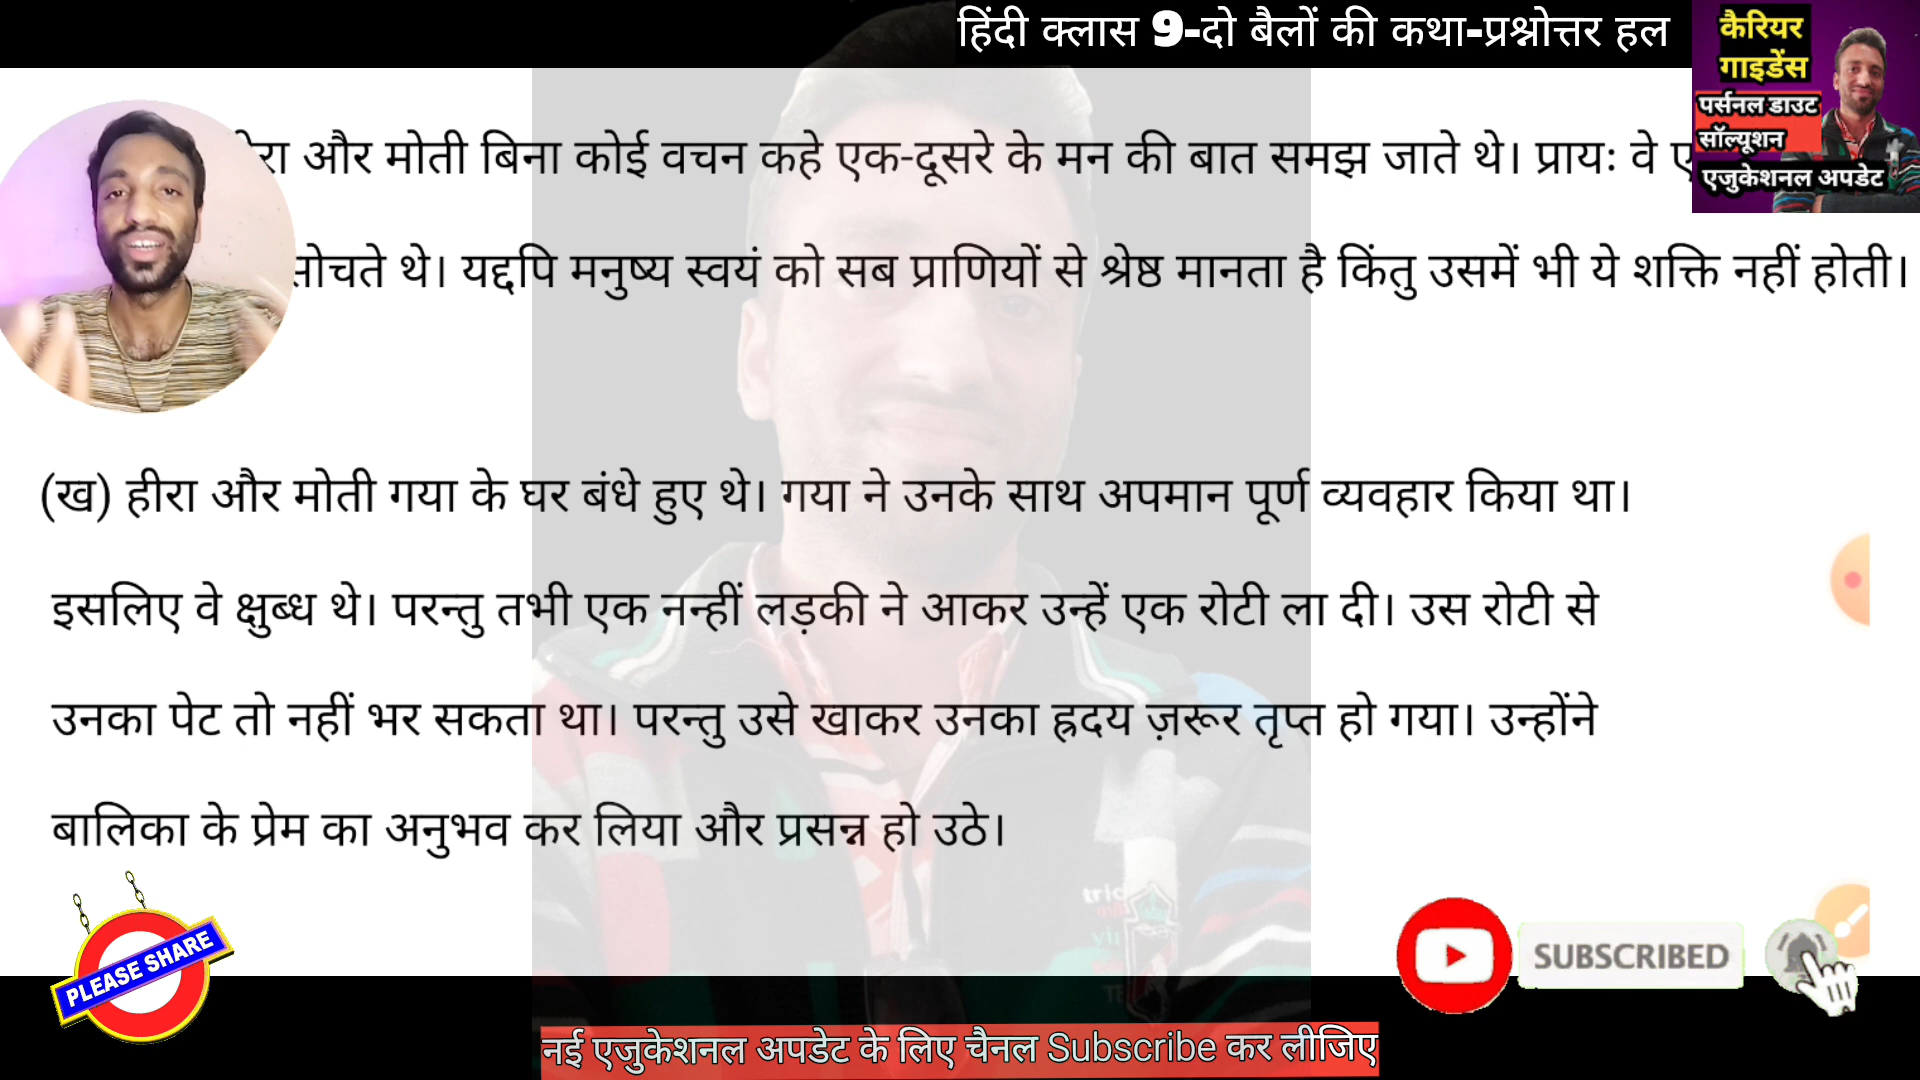 हिंदी क्लास 9-दो बैलों की कथा-प्रश्नोत्तर हल
कैरियर
गाइडेंस
पर्सनल डाउट
सॉल्यूशन
एजुकेशनल अपडेट
और मोती बिना कोई वचन कहे एक-दूसरे के मन की बात समझ जाते थे। प्रायः वे
सोचते थे। यद्दपि मनुष्य स्वयं को सब प्राणियों से श्रेष्ठ मानता है किंतु उसमें भी ये शक्ति नहीं होती।
(ख) हीरा और मोती गया के घर बंधे हुए थे। गया ने उनके साथ अपमान पूर्ण व्यवहार किया था।
इसलिए वे क्षुब्ध थे। परन्तु तभी एक नन्हीं लड़की ने आकर उन्हें एक रोटी ला दी। उस रोटी से
उनका पेट तो नहीं भर सकता था। परन्तु उसे खाकर उनका ह्रदय ज़रूर तृप्त हो गया। उन्होंने
बालिका के प्रेम का अनुभव कर लिया और प्रसन्न हो उठे।
PLEASE SHARE
SUBSCRIBED
नई एजुकेशनल अपडेट के लिए चैनल Subscribe कर लीजिए